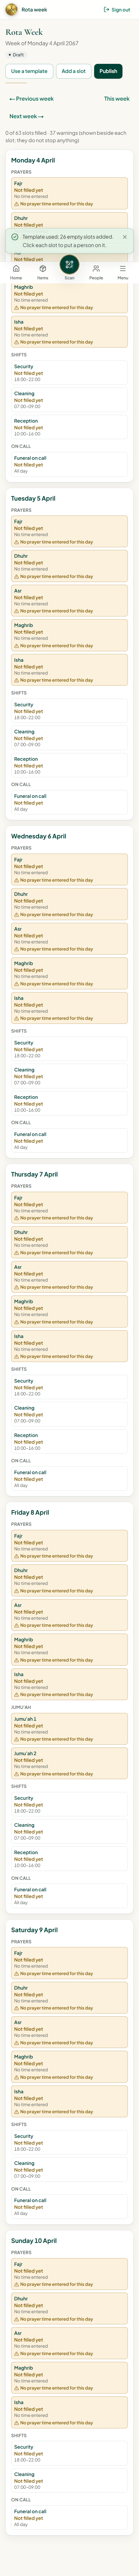 Rota week
Sign out
Rota Week
Week of Monday 4 April 2067
Draft
Use a template
Add a slot
Publish
← Previous week
This week
Next week →
0 of 63 slots filled · 37 warnings (shown beside each slot; they do not stop anything)
Monday 4 April
PRAYERS
Fajr
Not filled yet
No time entered
No prayer time entered for this day
Dhuhr
Not filled yet
Template used: 26 empty slots added. Click each slot to put a person on it.
Home
Items
Scan
People
Menu
Maghrib
Not filled yet
No time entered
No prayer time entered for this day
Isha
Not filled yet
No time entered
No prayer time entered for this day
SHIFTS
Security
Not filled yet
18:00–22:00
Cleaning
Not filled yet
07:00–09:00
Reception
Not filled yet
10:00–16:00
ON CALL
Funeral on call
Not filled yet
All day
Tuesday 5 April
PRAYERS
Fajr
Not filled yet
No time entered
No prayer time entered for this day
Dhuhr
Not filled yet
No time entered
No prayer time entered for this day
Asr
Not filled yet
No time entered
No prayer time entered for this day
Maghrib
Not filled yet
No time entered
No prayer time entered for this day
Isha
Not filled yet
No time entered
No prayer time entered for this day
SHIFTS
Security
Not filled yet
18:00–22:00
Cleaning
Not filled yet
07:00–09:00
Reception
Not filled yet
10:00–16:00
ON CALL
Funeral on call
Not filled yet
All day
Wednesday 6 April
PRAYERS
Fajr
Not filled yet
No time entered
No prayer time entered for this day
Dhuhr
Not filled yet
No time entered
No prayer time entered for this day
Asr
Not filled yet
No time entered
No prayer time entered for this day
Maghrib
Not filled yet
No time entered
No prayer time entered for this day
Isha
Not filled yet
No time entered
No prayer time entered for this day
SHIFTS
Security
Not filled yet
18:00–22:00
Cleaning
Not filled yet
07:00–09:00
Reception
Not filled yet
10:00–16:00
ON CALL
Funeral on call
Not filled yet
All day
Thursday 7 April
PRAYERS
Fajr
Not filled yet
No time entered
No prayer time entered for this day
Dhuhr
Not filled yet
No time entered
No prayer time entered for this day
Asr
Not filled yet
No time entered
No prayer time entered for this day
Maghrib
Not filled yet
No time entered
No prayer time entered for this day
Isha
Not filled yet
No time entered
No prayer time entered for this day
SHIFTS
Security
Not filled yet
18:00–22:00
Cleaning
Not filled yet
07:00–09:00
Reception
Not filled yet
10:00–16:00
ON CALL
Funeral on call
Not filled yet
All day
Friday 8 April
PRAYERS
Fajr
Not filled yet
No time entered
No prayer time entered for this day
Dhuhr
Not filled yet
No time entered
No prayer time entered for this day
Asr
Not filled yet
No time entered
No prayer time entered for this day
Maghrib
Not filled yet
No time entered
No prayer time entered for this day
Isha
Not filled yet
No time entered
No prayer time entered for this day
JUMU'AH
Jumu'ah 1
Not filled yet
No time entered
No prayer time entered for this day
Jumu'ah 2
Not filled yet
No time entered
No prayer time entered for this day
SHIFTS
Security
Not filled yet
18:00–22:00
Cleaning
Not filled yet
07:00–09:00
Reception
Not filled yet
10:00–16:00
ON CALL
Funeral on call
Not filled yet
All day
Saturday 9 April
PRAYERS
Fajr
Not filled yet
No time entered
No prayer time entered for this day
Dhuhr
Not filled yet
No time entered
No prayer time entered for this day
Asr
Not filled yet
No time entered
No prayer time entered for this day
Maghrib
Not filled yet
No time entered
No prayer time entered for this day
Isha
Not filled yet
No time entered
No prayer time entered for this day
SHIFTS
Security
Not filled yet
18:00–22:00
Cleaning
Not filled yet
07:00–09:00
ON CALL
Funeral on call
Not filled yet
All day
Sunday 10 April
PRAYERS
Fajr
Not filled yet
No time entered
No prayer time entered for this day
Dhuhr
Not filled yet
No time entered
No prayer time entered for this day
Asr
Not filled yet
No time entered
No prayer time entered for this day
Maghrib
Not filled yet
No time entered
No prayer time entered for this day
Isha
Not filled yet
No time entered
No prayer time entered for this day
SHIFTS
Security
Not filled yet
18:00–22:00
Cleaning
Not filled yet
07:00–09:00
ON CALL
Funeral on call
Not filled yet
All day